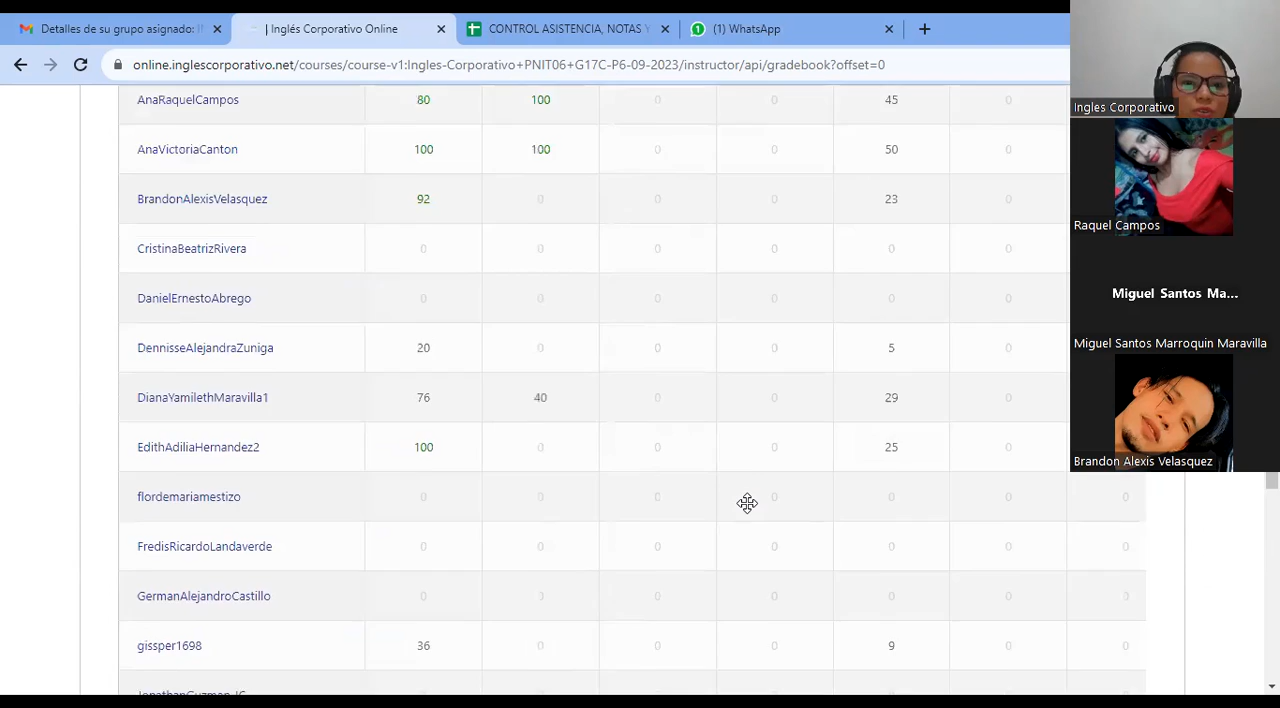 Detalles de su grupo asignado: I
| Inglés Corporativo Online
CONTROL ASISTENCIA, NOTAS Y
1 (1) WhatsApp
online.inglescorporativo.net/courses/course-v1:Ingles-Corporativo+PNIT06+G17C-P6-09-2023/instructor/api/gradebook?offset=0
Ingles Corporativo
Raquel Campos
Miguel Santos Ma...
Miguel Santos Marroquin Maravilla
Brandon Alexis Velasquez
AnaRaquelCampos 80 100 0 0 45 0
AnaVictoriaCanton 100 100 0 0 50 0
BrandonAlexisVelasquez 92 0 0 0 23 0
CristinaBeatrizRivera 0 0 0 0 0 0
DanielErnestoAbrego 0 0 0 0 0 0
DennisseAlejandraZuniga 20 0 0 0 5 0
DianaYamilethMaravilla1 76 40 0 0 29 0
EdithAdiliaHernandez2 100 0 0 0 25 0
flordemariamestizo 0 0 0 0 0 0 0
FredisRicardoLandaverde 0 0 0 0 0 0 0
GermanAlejandroCastillo 0 0 0 0 0 0 0
gissper1698 36 0 0 0 9 0 0